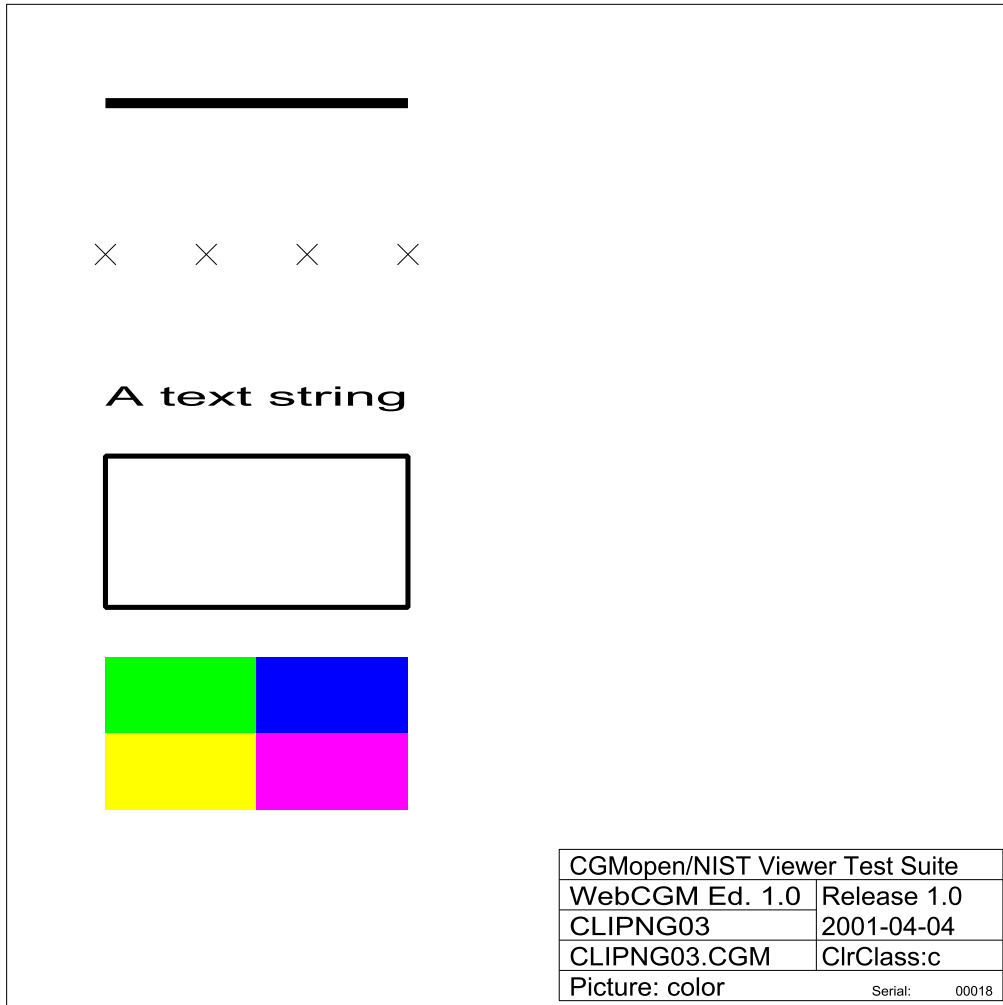 A text string
CGMopen/NIST Viewer Test Suite
WebCGM Ed. 1.0 Release 1.0
CLIPNG03 2001-04-04
CLIPNG03.CGM ClrClass:c
Picture: color Serial: 00018